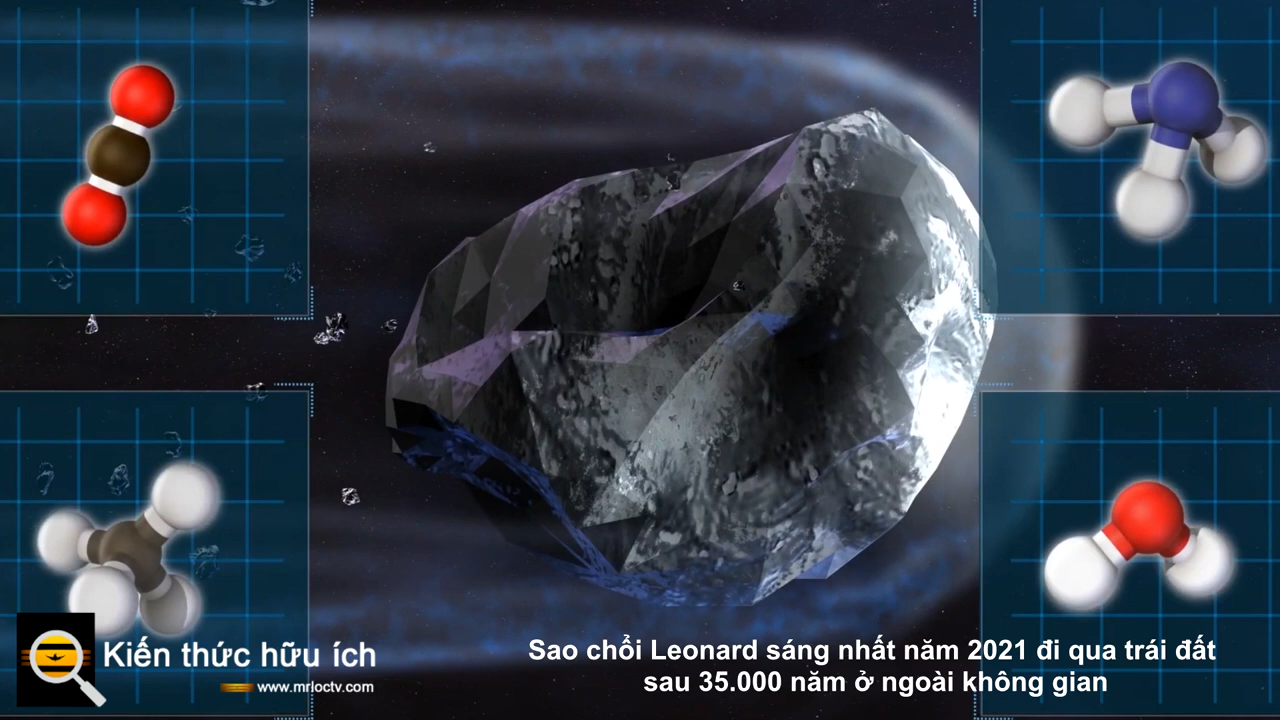 Kiến thức hữu ích
www.mrloctv.com
Sao chổi Leonard sáng nhất năm 2021 đi qua trái đất
sau 35.000 năm ở ngoài không gian